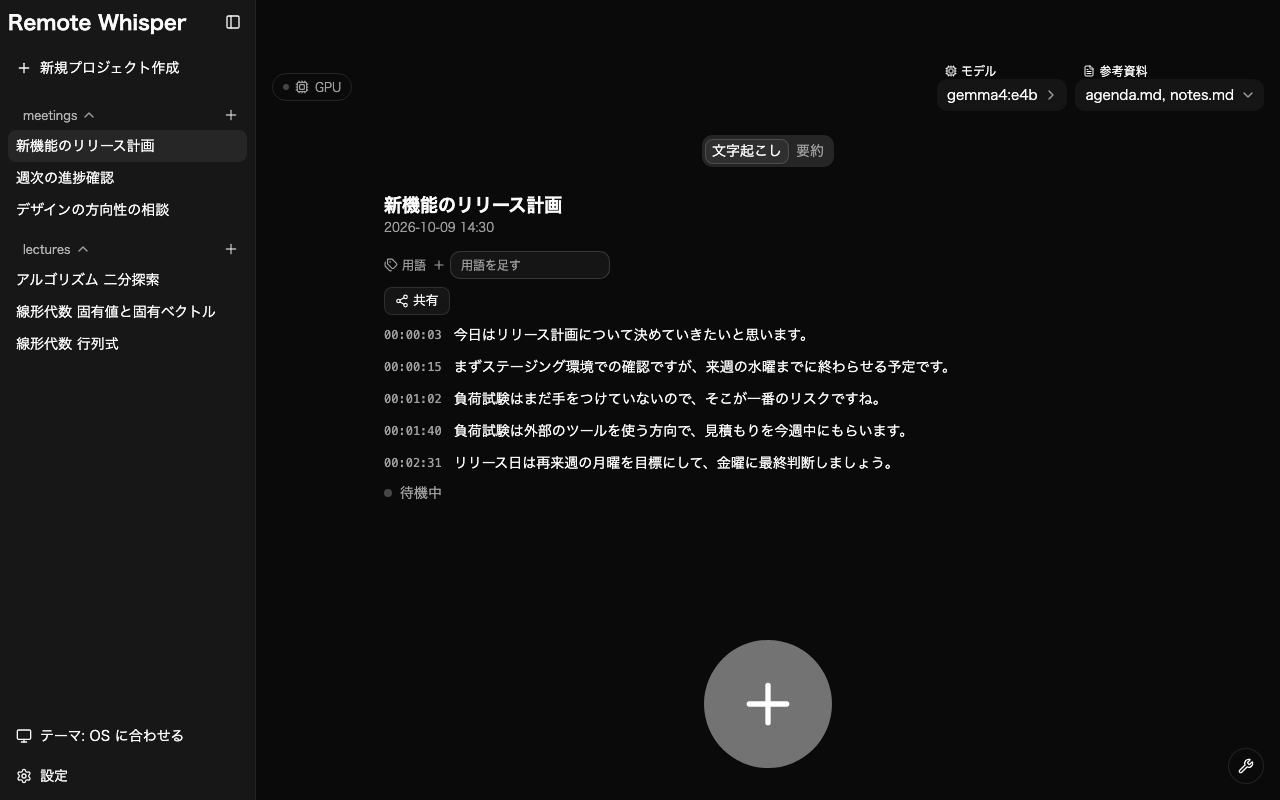 Remote Whisper
新規プロジェクト作成
meetings
新機能のリリース計画
週次の進捗確認
デザインの方向性の相談
lectures
アルゴリズム 二分探索
線形代数 固有値と固有ベクトル
線形代数 行列式
テーマ: OS に合わせる
設定
GPU
モデル
gemma4:e4b
参考資料
agenda.md, notes.md
文字起こし 要約
新機能のリリース計画
2026-10-09 14:30
用語 用語を足す
共有
00:00:03 今日はリリース計画について決めていきたいと思います。
00:00:15 まずステージング環境での確認ですが、来週の水曜までに終わらせる予定です。
00:01:02 負荷試験はまだ手をつけていないので、そこが一番のリスクですね。
00:01:40 負荷試験は外部のツールを使う方向で、見積もりを今週中にもらいます。
00:02:31 リリース日は再来週の月曜を目標にして、金曜に最終判断しましょう。
待機中